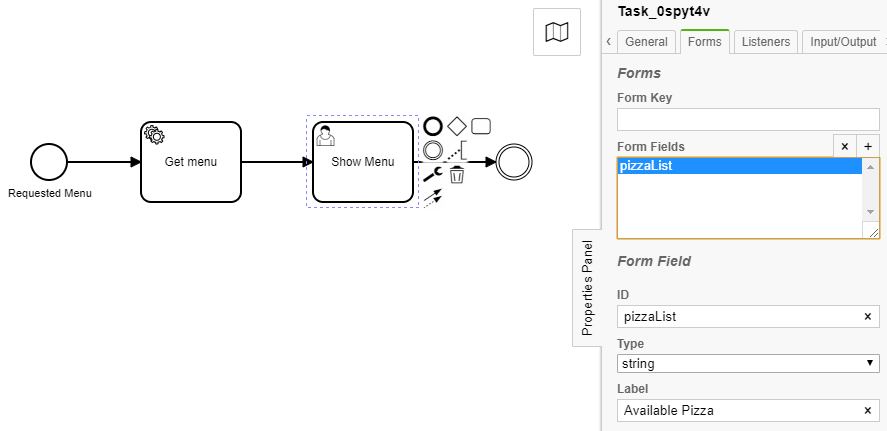 Get menu
Show Menu
Requested Menu
Properties Panel
Task_0spyt4v
General
Forms
Listeners
Input/Output
Forms
Form Key
Form Fields
× +
pizzaList
Form Field
ID
pizzaList ×
Type
string
Label
Available Pizza ×